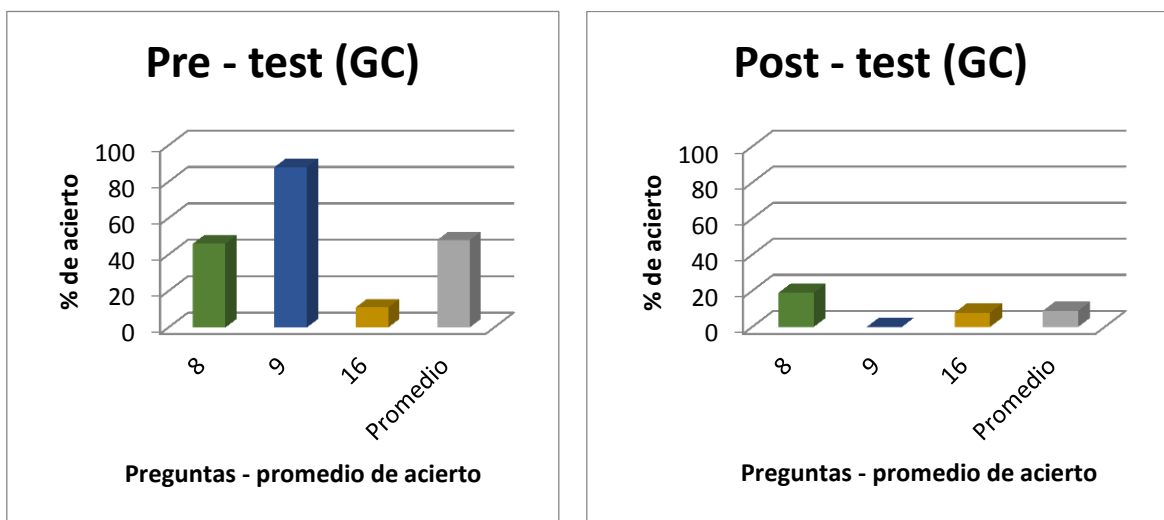 Pre - test (GC)
% de acierto
100
80
60
40
20
0
8
9
16
Promedio
Preguntas - promedio de acierto
Post - test (GC)
% de acierto
100
80
60
40
20
0
8
9
16
Promedio
Preguntas - promedio de acierto